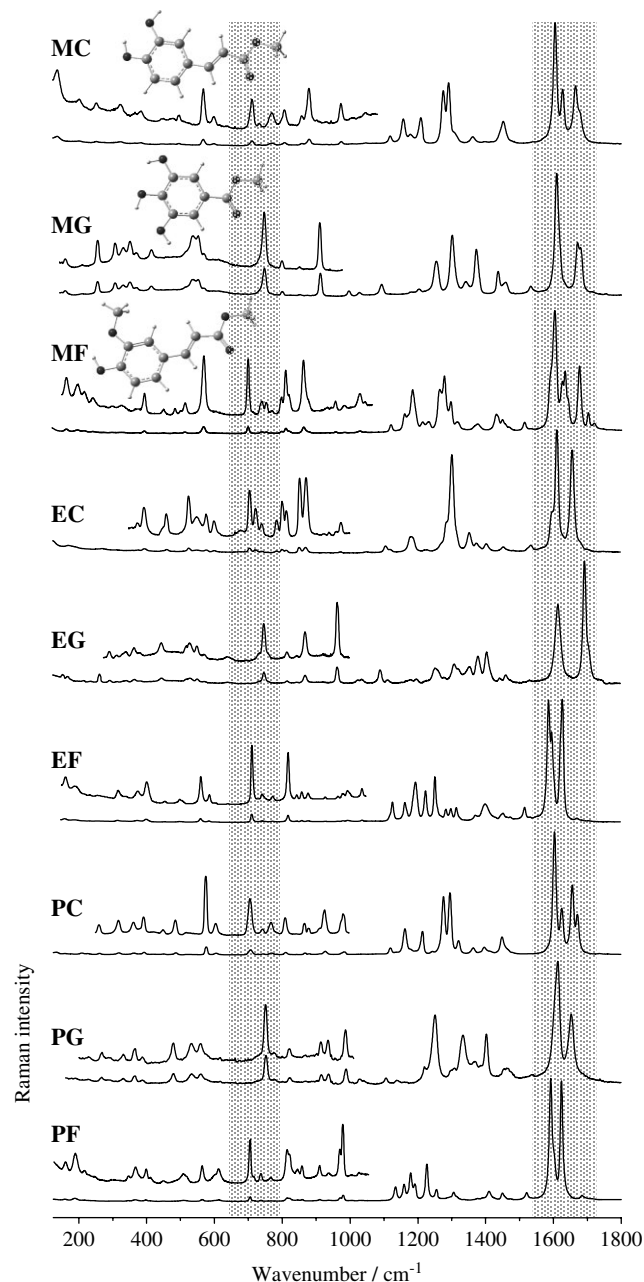 MC
MG
MF
EC
EG
EF
PC
PG
PF
Raman intensity
200 400 600 800 1000 1200 1400 1600 1800
Wavenumber / cm⁻¹